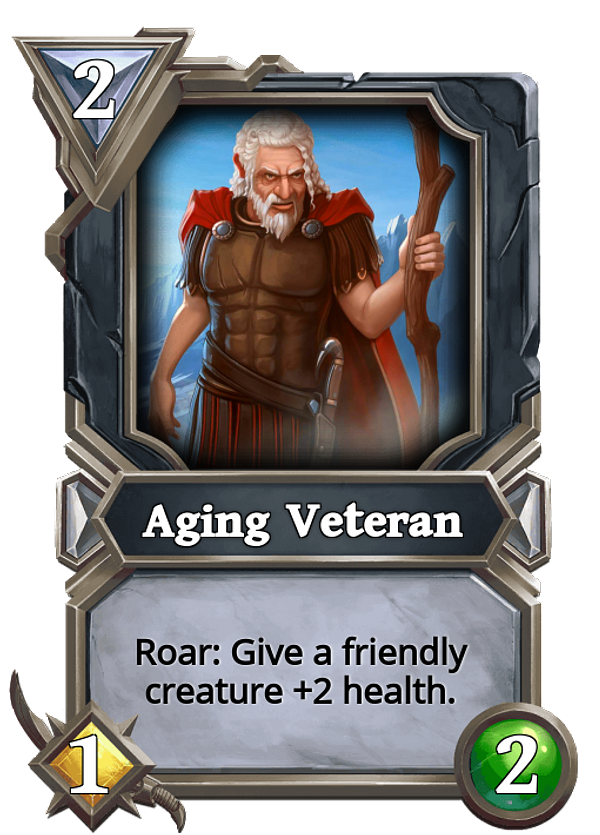 2
Aging Veteran
Roar: Give a friendly
creature +2 health.
1
2